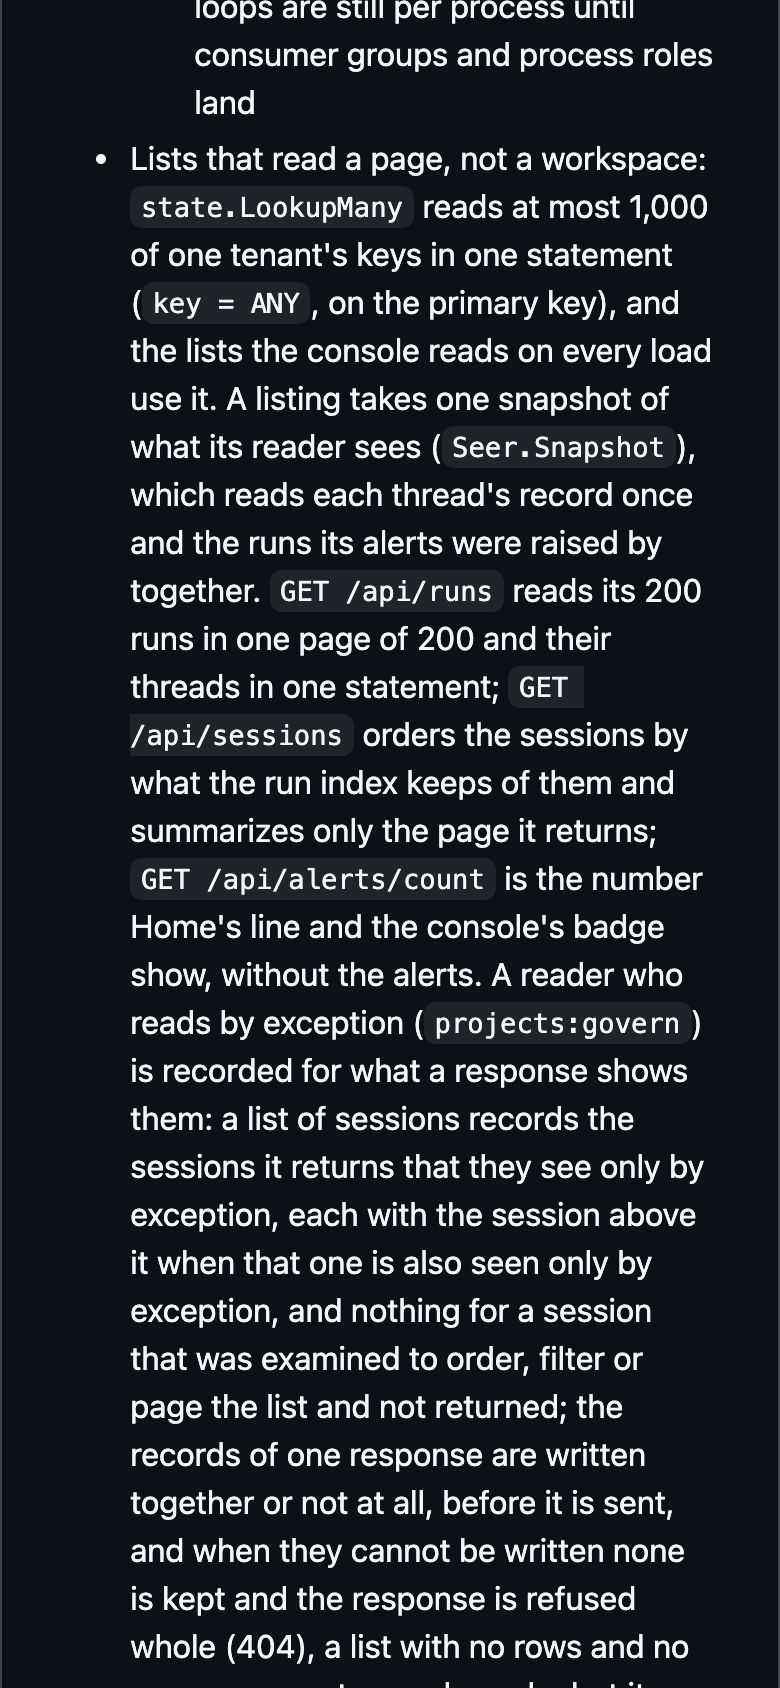 loops are still per process until
consumer groups and process roles
land
• Lists that read a page, not a workspace:
state.LookupMany reads at most 1,000
of one tenant's keys in one statement
(key = ANY, on the primary key), and
the lists the console reads on every load
use it. A listing takes one snapshot of
what its reader sees (Seer.Snapshot),
which reads each thread's record once
and the runs its alerts were raised by
together. GET /api/runs reads its 200
runs in one page of 200 and their
threads in one statement; GET
/api/sessions orders the sessions by
what the run index keeps of them and
summarizes only the page it returns;
GET /api/alerts/count is the number
Home's line and the console's badge
show, without the alerts. A reader who
reads by exception (projects:govern)
is recorded for what a response shows
them: a list of sessions records the
sessions it returns that they see only by
exception, each with the session above
it when that one is also seen only by
exception, and nothing for a session
that was examined to order, filter or
page the list and not returned; the
records of one response are written
together or not at all, before it is sent,
and when they cannot be written none
is kept and the response is refused
whole (404), a list with no rows and no